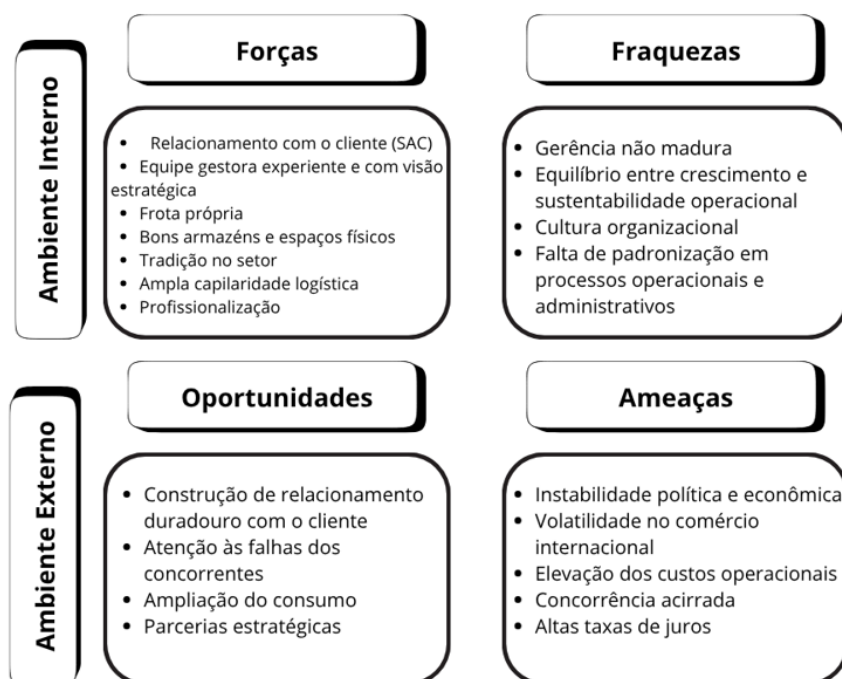 Ambiente Interno
Forças
• Relacionamento com o cliente (SAC)
• Equipe gestora experiente e com visão
estratégica
• Frota própria
• Bons armazéns e espaços físicos
• Tradição no setor
• Ampla capilaridade logística
• Profissionalização
Fraquezas
• Gerência não madura
• Equilíbrio entre crescimento e
sustentabilidade operacional
• Cultura organizacional
• Falta de padronização em
processos operacionais e
administrativos
Ambiente Externo
Oportunidades
• Construção de relacionamento
duradouro com o cliente
• Atenção às falhas dos
concorrentes
• Ampliação do consumo
• Parcerias estratégicas
Ameaças
• Instabilidade política e econômica
• Volatilidade no comércio
internacional
• Elevação dos custos operacionais
• Concorrência acirrada
• Altas taxas de juros